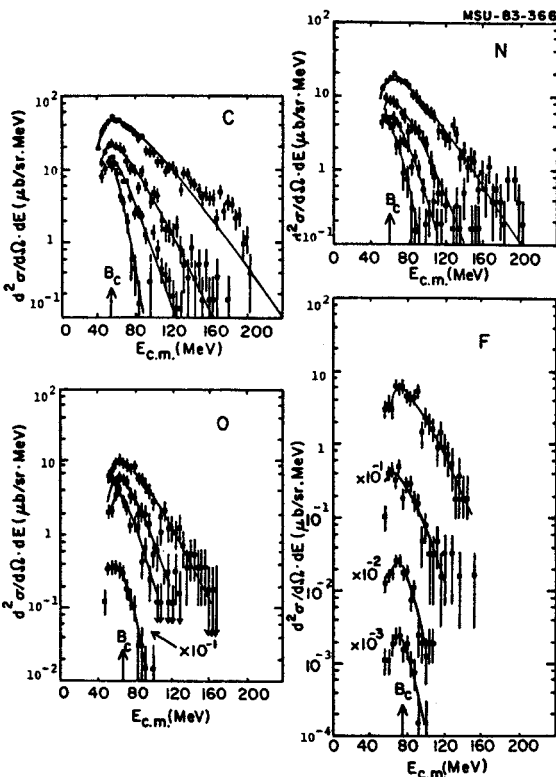 MSU-83-366
C
d²σ/dΩ·dE (μb/sr.MeV)
10²
10
1
10⁻¹
B_c
0 40 80 120 160 200
E_c.m.(MeV)
N
d²σ/dΩ·dE (μb/sr.MeV)
10²
10
1
10⁻¹
B_c
0 40 80 120 160 200
E_c.m.(MeV)
O
d²σ/dΩ·dE (μb/sr·MeV)
10²
10
1
10⁻¹
10⁻²
B_c
0 40 80 120 160 200
E_c.m.(MeV)
F
d²σ/dΩ·dE (μb/sr.MeV)
10
1
10⁻¹
10⁻²
10⁻³
10⁻⁴
×10⁻¹
×10⁻²
×10⁻³
B_c
0 40 80 120 160 200
E_c.m.(MeV)